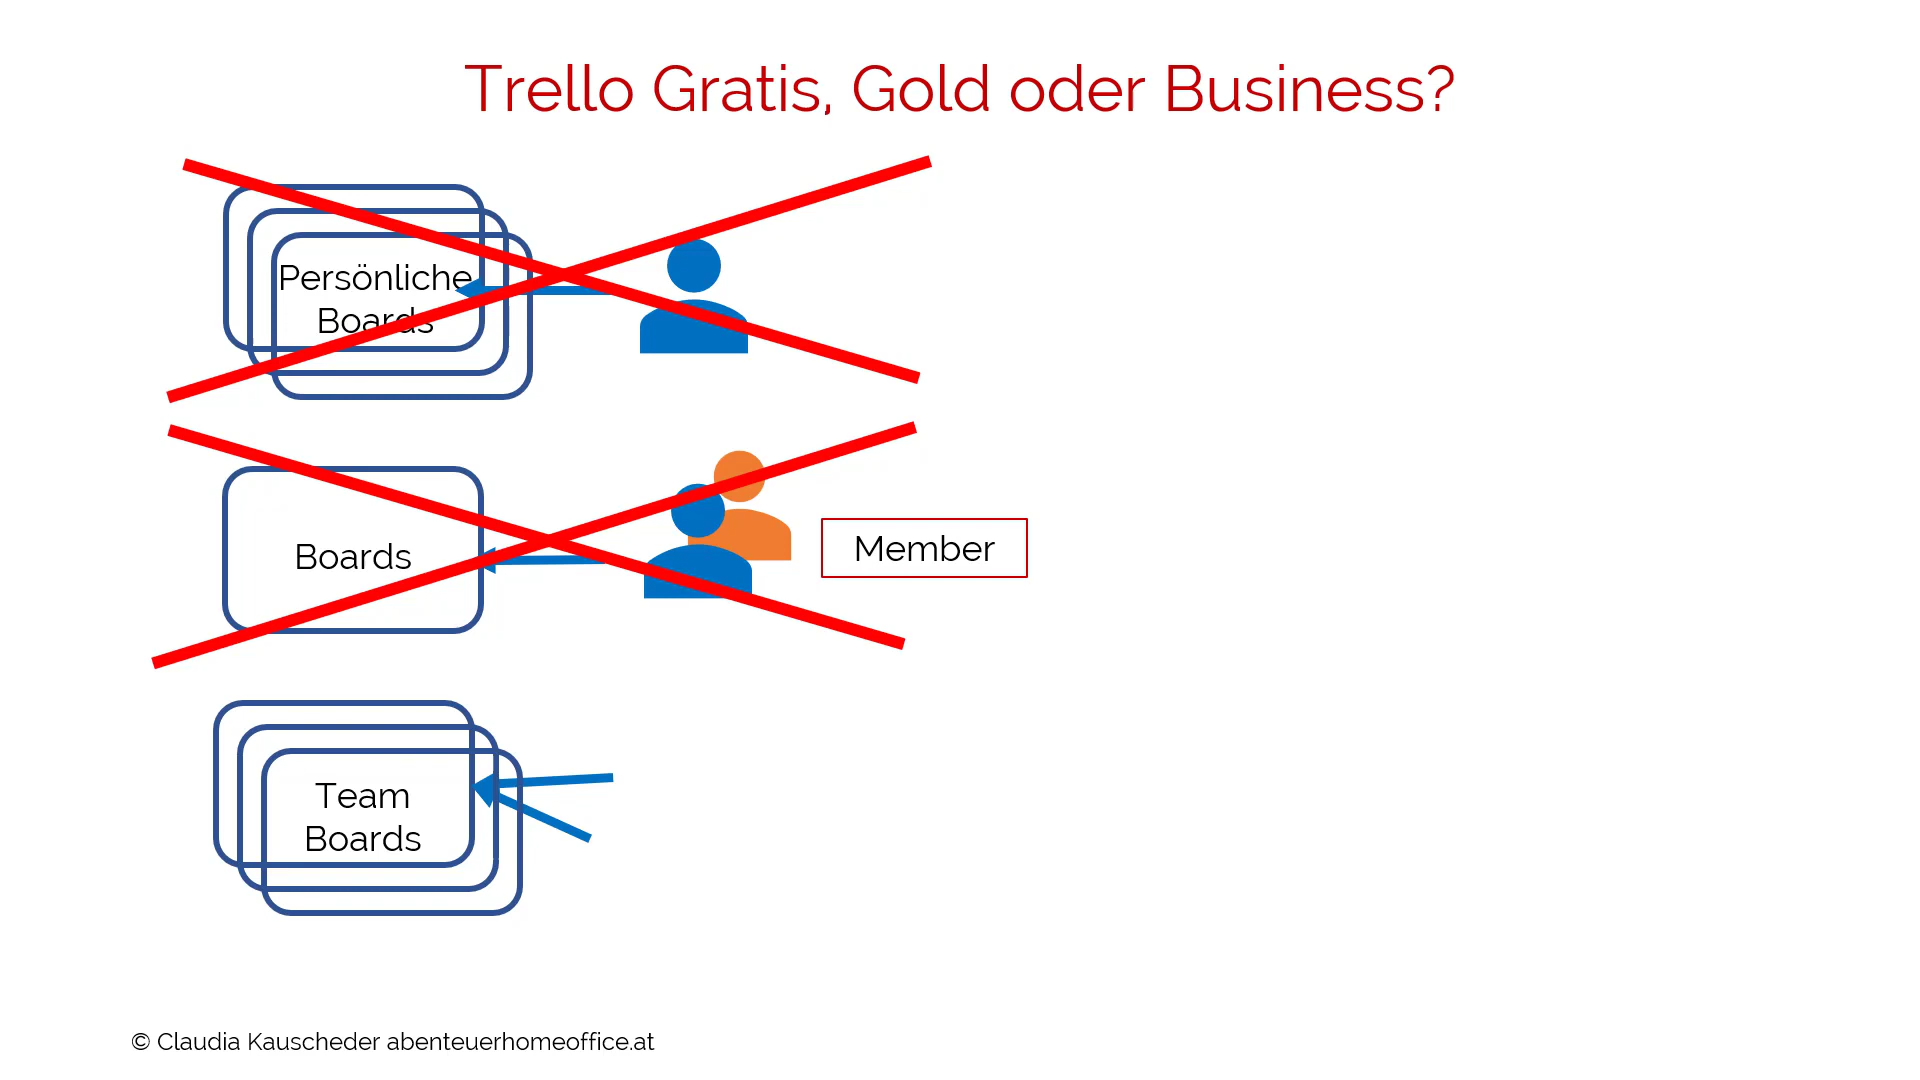 Trello Gratis, Gold oder Business?
Persönliche
Boards
Boards
Member
Team
Boards
© Claudia Kauscheder abenteuerhomeoffice.at